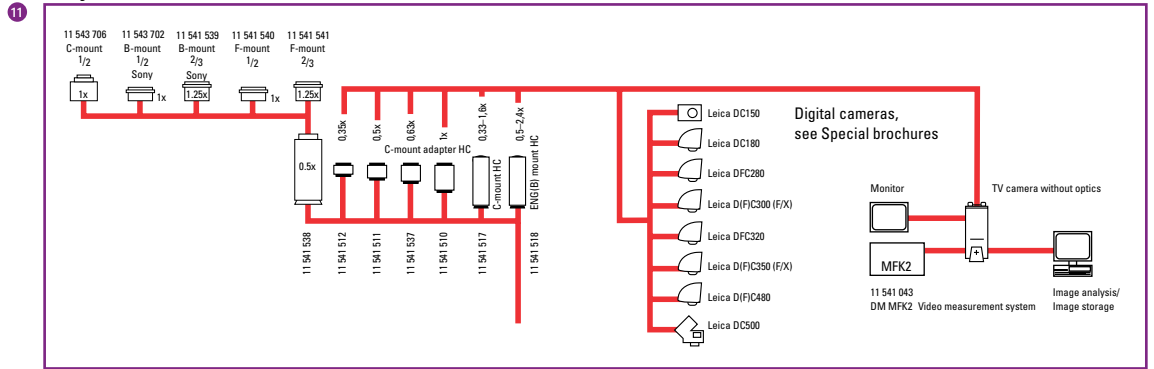 11
11 543 706
C-mount
1/2
11 543 702
B-mount
1/2
Sony
11 541 539
B-mount
2/3
Sony
11 541 540
F-mount
1/2
11 541 541
F-mount
2/3
1x
1x
1.25x
1x
1.25x
0.5x
0,35x
0,5x
0,63x
1x
0,33–1,6x
0,5–2,4x
C-mount adapter HC
C-mount HC
ENG(B) mount HC
11 541 538
11 541 512
11 541 511
11 541 537
11 541 510
11 541 517
11 541 518
Leica DC150
Leica DC180
Leica DFC280
Leica D(F)C300 (F/X)
Leica DFC320
Leica D(F)C350 (F/X)
Leica D(F)C480
Leica DC500
Digital cameras,
see Special brochures
Monitor
TV camera without optics
MFK2
11 541 043
DM MFK2 Video measurement system
Image analysis/
Image storage